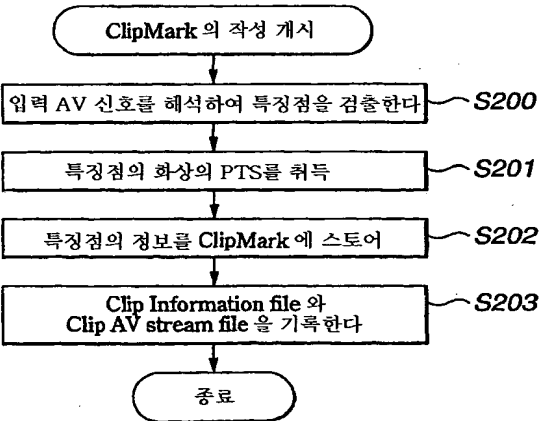 ClipMark 의 작성 개시
입력 AV 신호를 해석하여 특징점을 검출한다
S200
특징점의 화상의 PTS를 취득
S201
특징점의 정보를 ClipMark 에 스토어
S202
Clip Information file 와
Clip AV stream file 을 기록한다
S203
종료